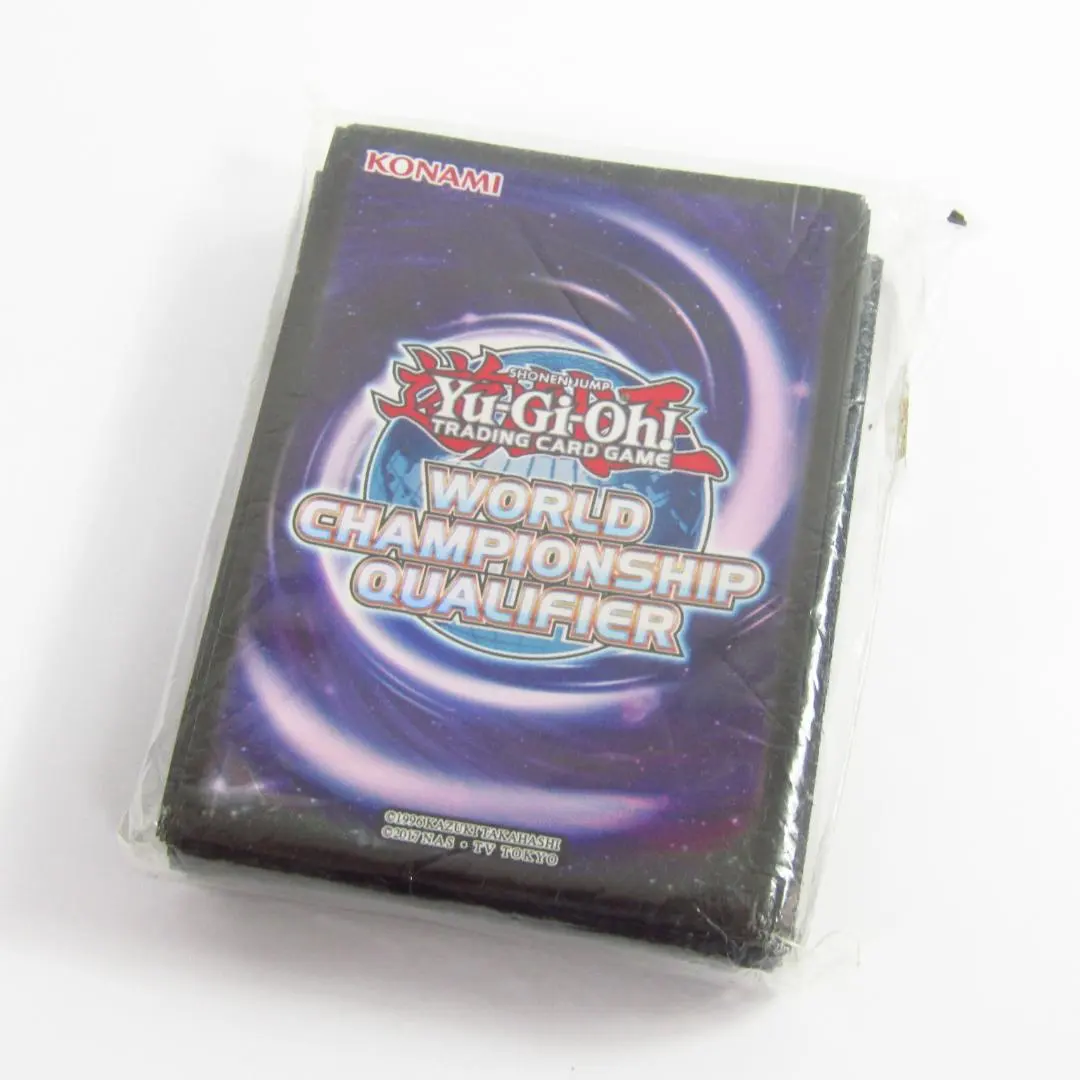 KONAMI
SHONEN JUMP
Yu-Gi-Oh!
TRADING CARD GAME
WORLD
CHAMPIONSHIP
QUALIFIER
©1996 KAZUKI TAKAHASHI
©2017 NAS • TV TOKYO